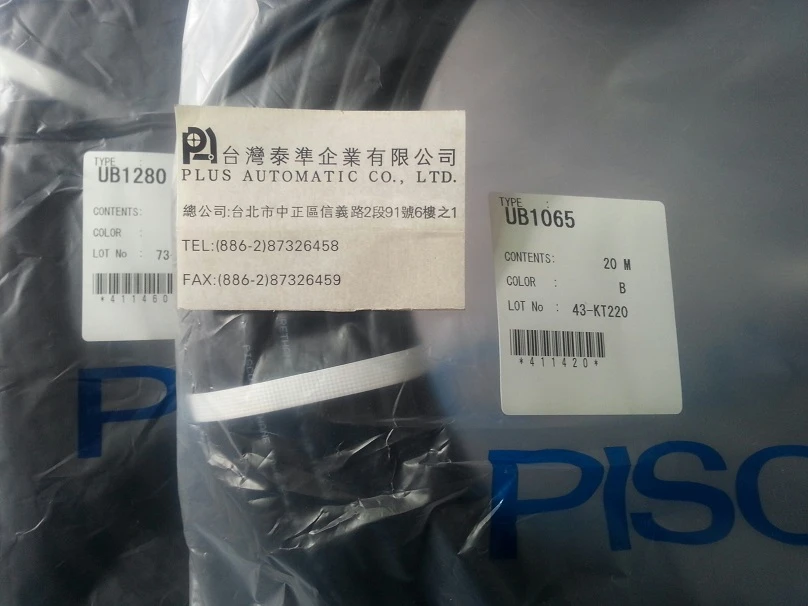 TYPE :
UB1280
CONTENTS:
COLOR :
LOT No : 73-
*411460
P
PA 台灣泰準企業有限公司
PLUS AUTOMATIC CO., LTD.
總公司:台北市中正區信義路2段91號6樓之1
TEL:(886-2)87326458
FAX:(886-2)87326459
TYPE :
UB1065
CONTENTS: 20 M
COLOR : B
LOT No : 43-KT220
*411420*
PISC